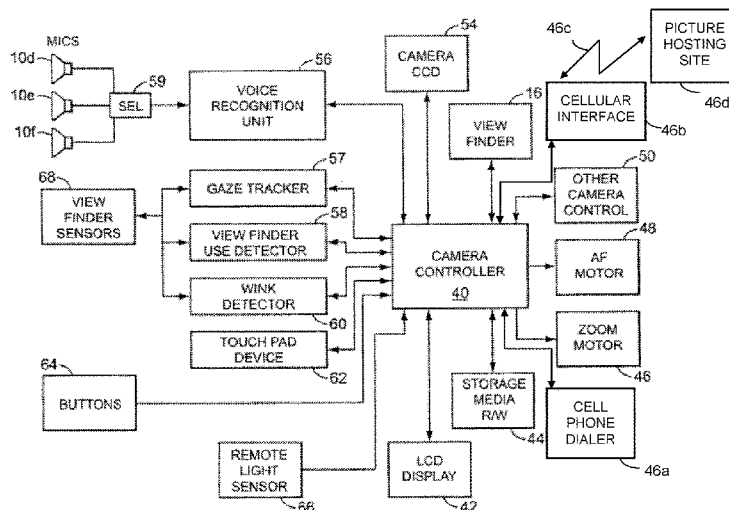 MICS
10d
10e
10f
59
SEL
56
VOICE
RECOGNITION
UNIT
54
CAMERA
CCD
16
VIEW
FINDER
46c
PICTURE
HOSTING
SITE
46d
CELLULAR
INTERFACE
46b
68
VIEW
FINDER
SENSORS
57
GAZE TRACKER
58
VIEW FINDER
USE DETECTOR
WINK
DETECTOR
60
TOUCH PAD
DEVICE
62
64
BUTTONS
REMOTE
LIGHT
SENSOR
66
CAMERA
CONTROLLER
40
50
OTHER
CAMERA
CONTROL
48
AF
MOTOR
ZOOM
MOTOR
46
STORAGE
MEDIA
R/W
44
CELL
PHONE
DIALER
46a
LCD
DISPLAY
42